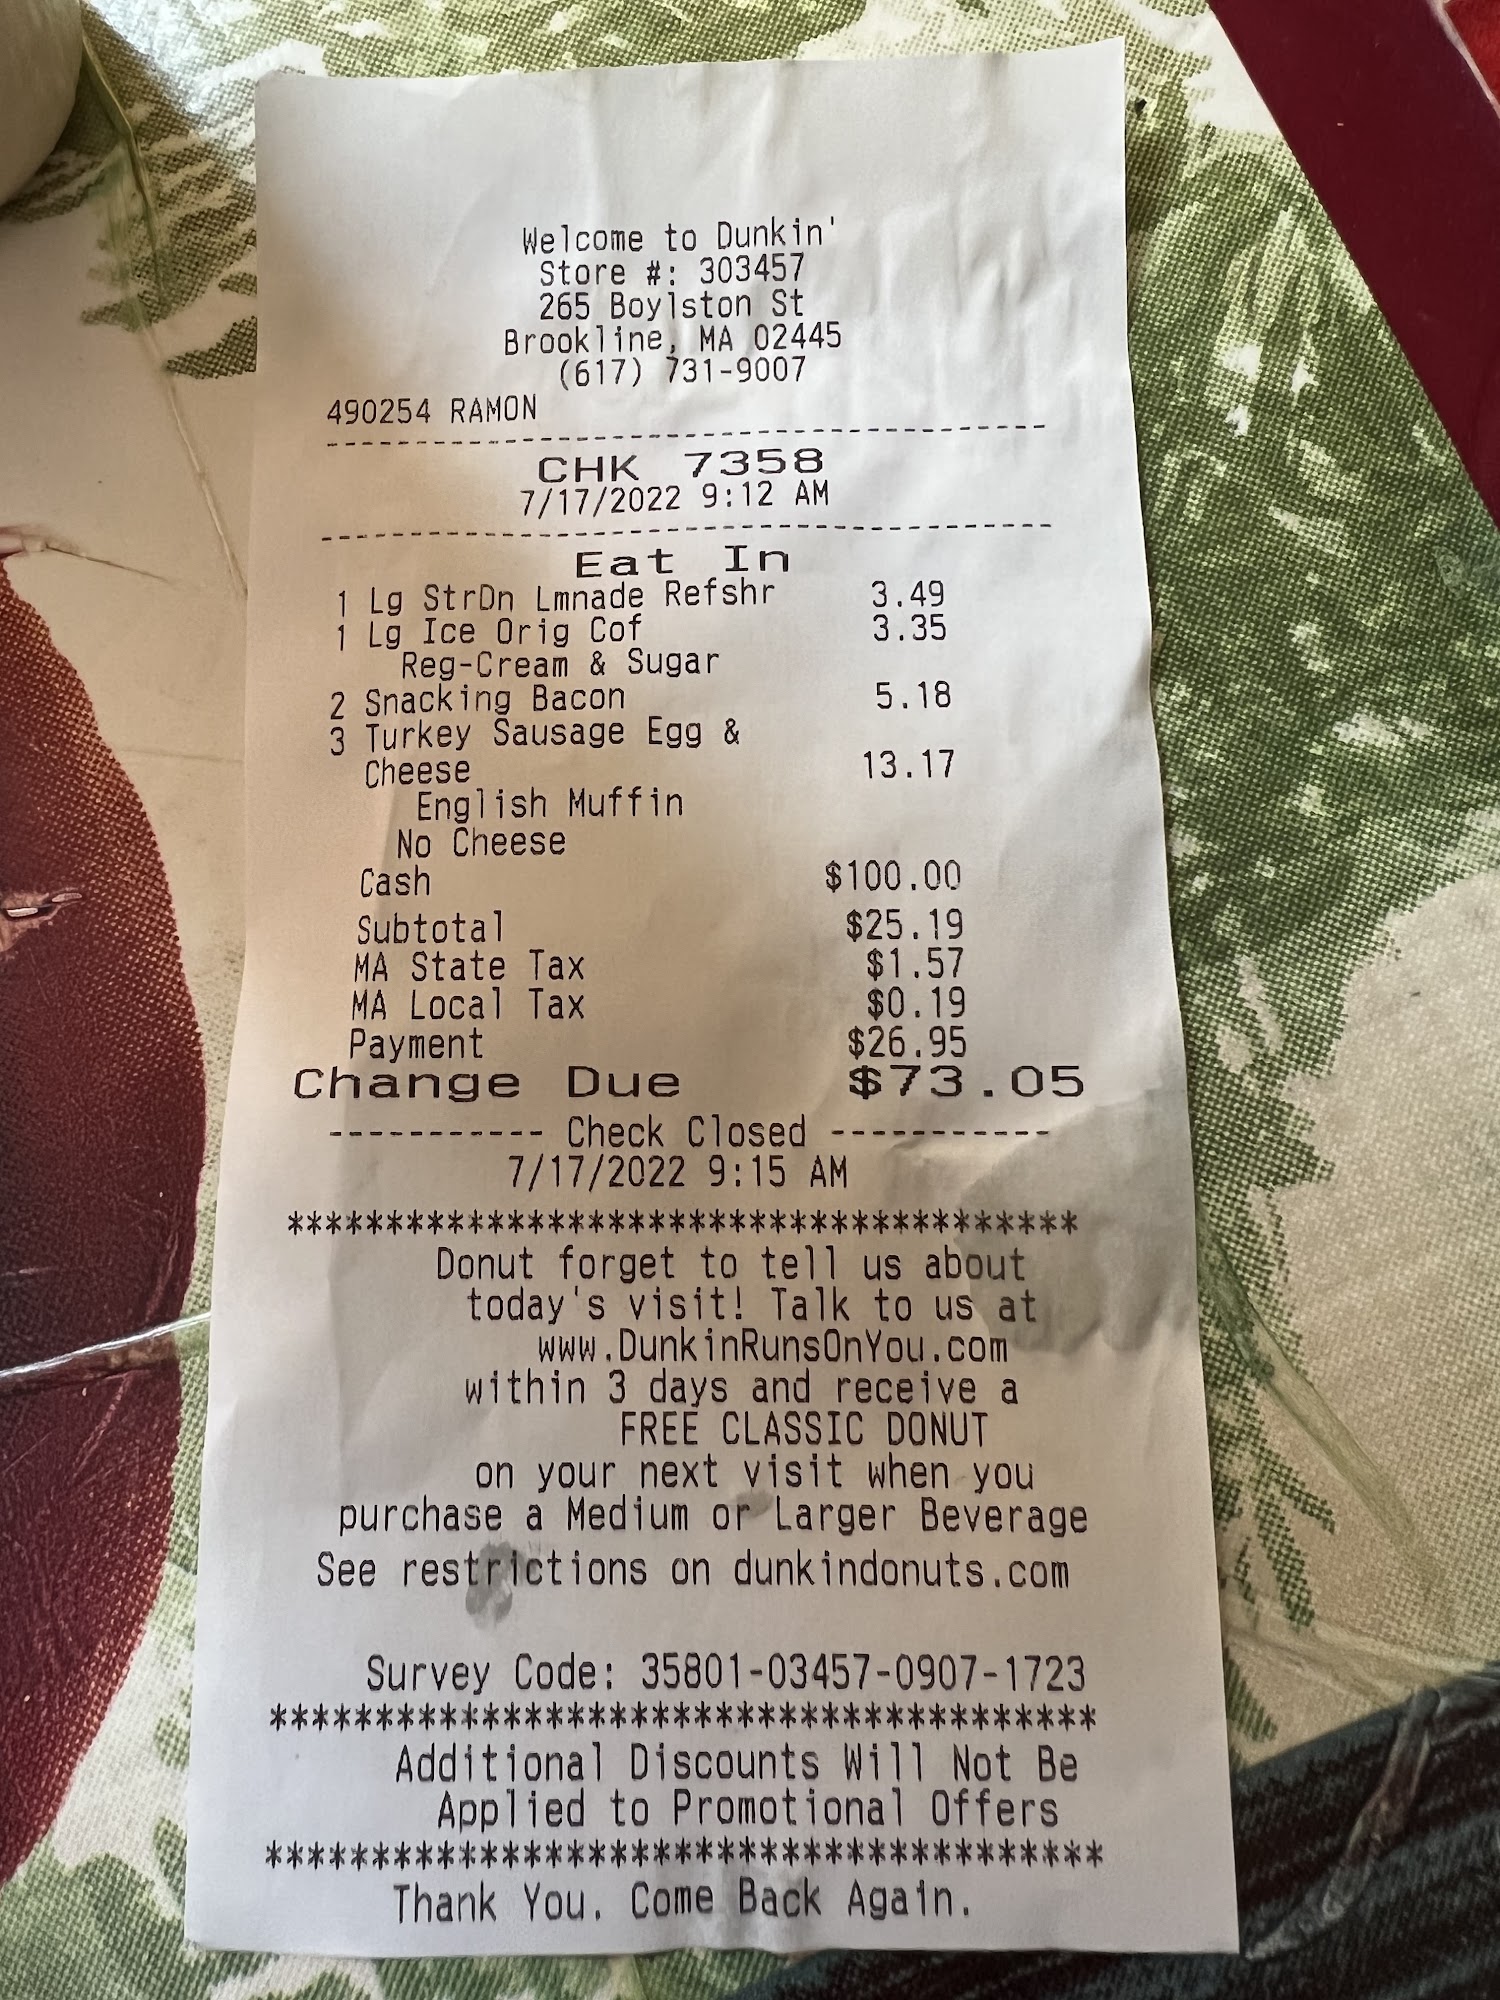 Welcome to Dunkin'
Store #: 303457
265 Boylston St
Brookline, MA 02445
(617) 731-9007
490254 RAMON
----------------------------------------
CHK 7358
7/17/2022 9:12 AM
----------------------------------------
Eat In
1 Lg StrDn Lmnade Refshr 3.49
1 Lg Ice Orig Cof 3.35
Reg-Cream & Sugar
2 Snacking Bacon 5.18
3 Turkey Sausage Egg &
Cheese 13.17
English Muffin
No Cheese
Cash $100.00
Subtotal $25.19
MA State Tax $1.57
MA Local Tax $0.19
Payment $26.95
Change Due $73.05
----------- Check Closed -----------
7/17/2022 9:15 AM
***************************************
Donut forget to tell us about
today's visit! Talk to us at
www.DunkinRunsOnYou.com
within 3 days and receive a
FREE CLASSIC DONUT
on your next visit when you
purchase a Medium or Larger Beverage
See restrictions on dunkindonuts.com
Survey Code: 35801-03457-0907-1723
***************************************
Additional Discounts Will Not Be
Applied to Promotional Offers
***************************************
Thank You. Come Back Again.